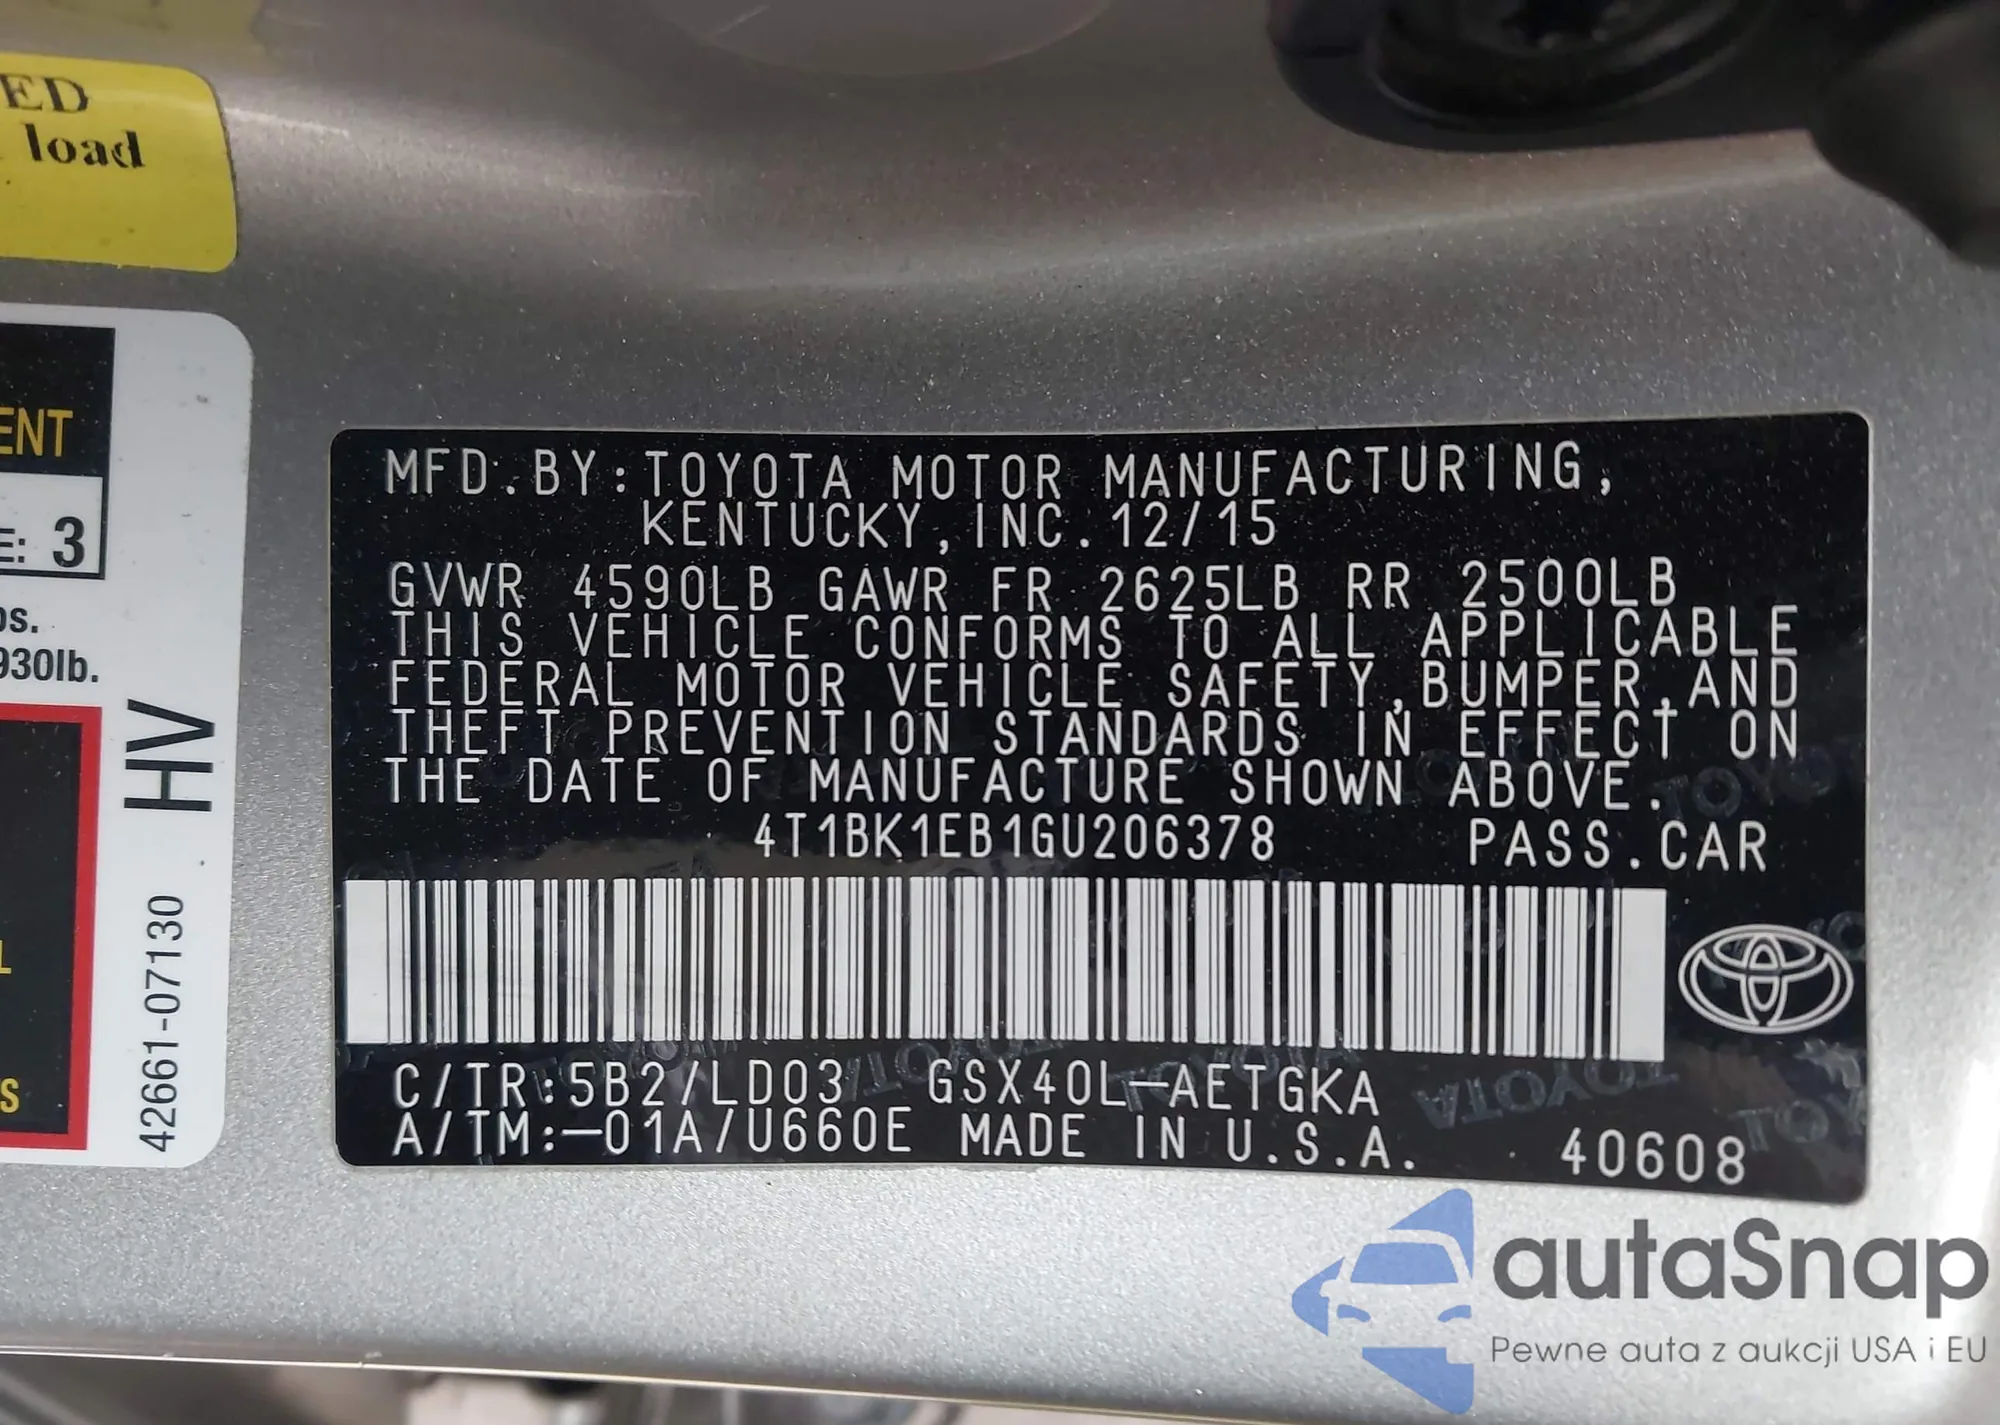 ED
load
ENT
E: 3
os.
930lb.
HV
42661-07130
L
S
MFD.BY:TOYOTA MOTOR MANUFACTURING,
KENTUCKY,INC.12/15
GVWR 4590LB GAWR FR 2625LB RR 2500LB
THIS VEHICLE CONFORMS TO ALL APPLICABLE
FEDERAL MOTOR VEHICLE SAFETY,BUMPER,AND
THEFT PREVENTION STANDARDS IN EFFECT ON
THE DATE OF MANUFACTURE SHOWN ABOVE.
4T1BK1EB1GU206378 PASS.CAR
C/TR:5B2/LD03 GSX40L-AETGKA
A/TM:-01A/U660E MADE IN U.S.A. 40608
autaSnap
Pewne auta z aukcji USA i EU